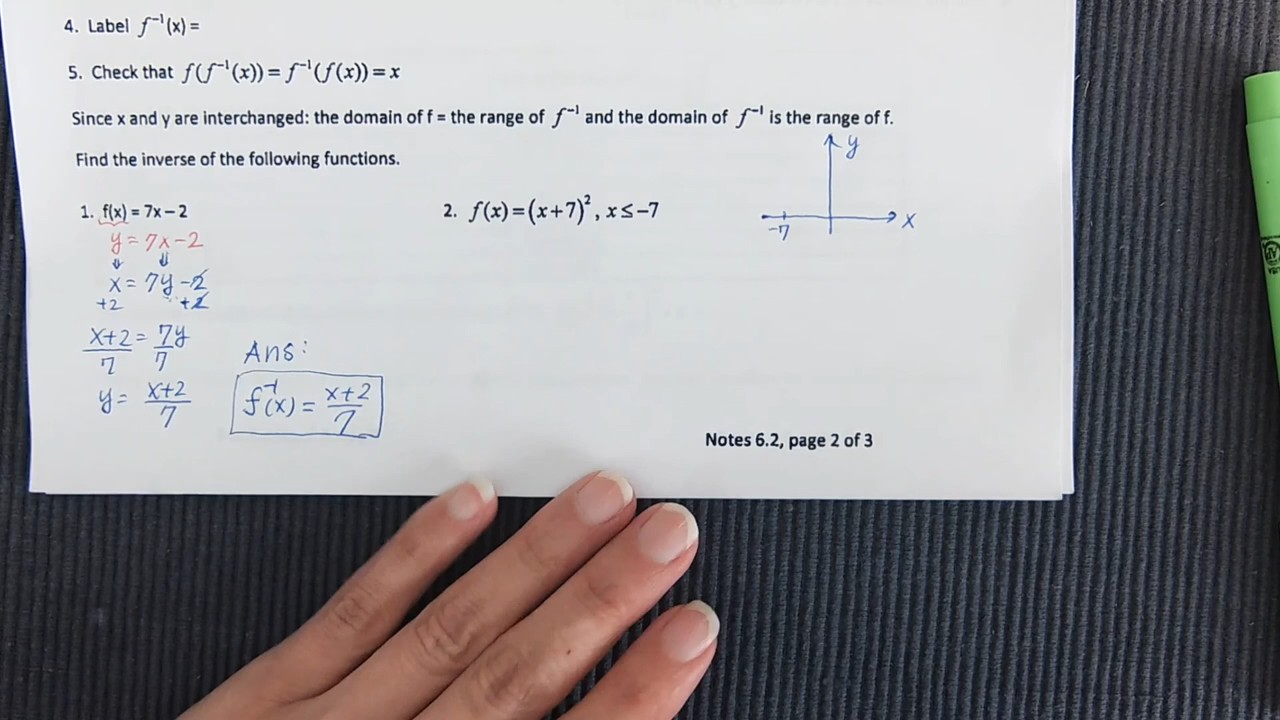 4. Label f⁻¹(x) =
5. Check that f(f⁻¹(x)) = f⁻¹(f(x)) = x
Since x and y are interchanged: the domain of f = the range of f⁻¹ and the domain of f⁻¹ is the range of f.
Find the inverse of the following functions.
1. f(x) = 7x – 2
y = 7x – 2
x = 7y – 2
+2 +2
x+2 = 7y
7 7
y = x+2
7
Ans:
f⁻¹(x) = x+2
7
2. f(x) = (x+7)², x ≤ –7
y
x
–7
Notes 6.2, page 2 of 3